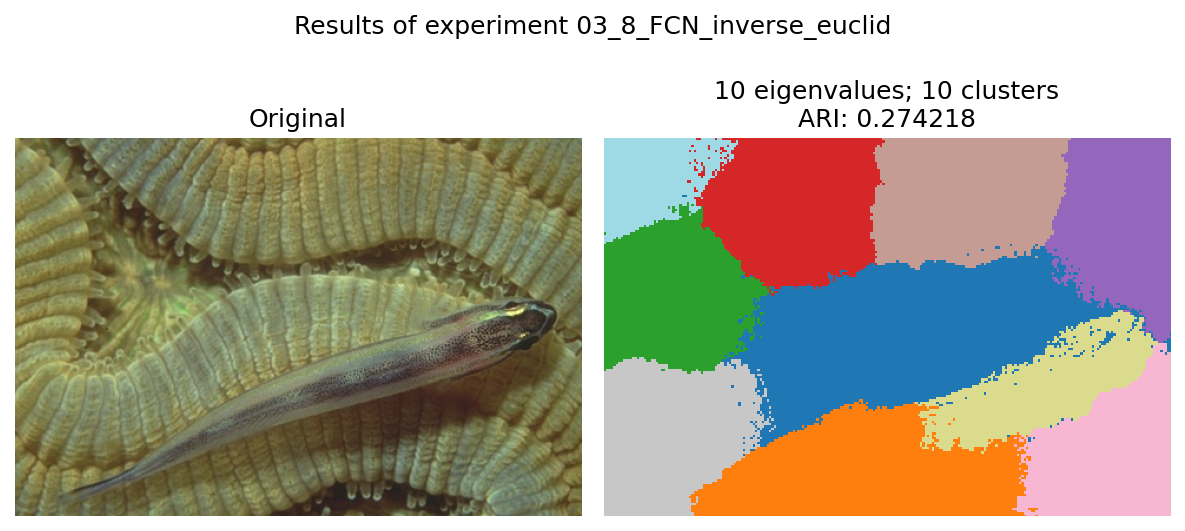 Results of experiment 03_8_FCN_inverse_euclid
Original
10 eigenvalues; 10 clusters
ARI: 0.274218